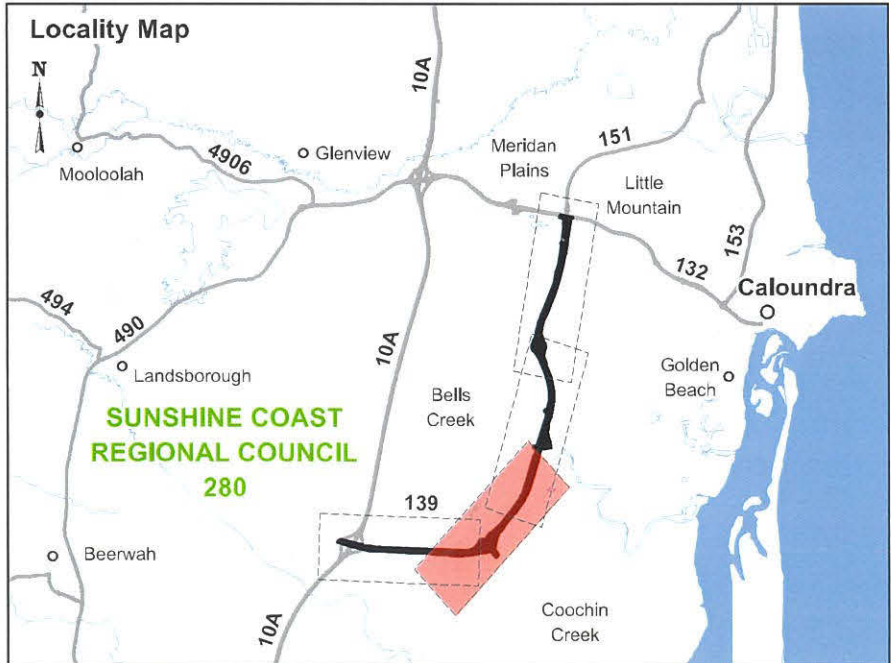 Locality Map
N
10A
Mooloolah
4906
Glenview
Meridan
Plains
151
Little
Mountain
153
132
Caloundra
494
490
10A
Landsborough
Golden
Beach
Bells
Creek
SUNSHINE COAST
REGIONAL COUNCIL
280
139
Beerwah
10A
Coochin
Creek